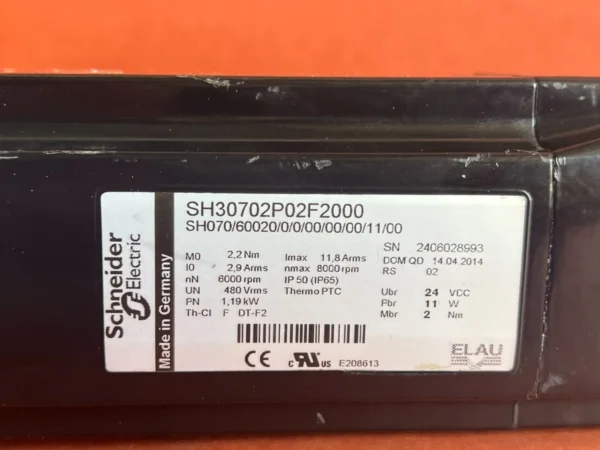 Schneider
Electric
Made in Germany
SH30702P02F2000
SH070/60020/0/0/00/00/00/11/00
M0 2,2 Nm Imax 11,8 Arms
I0 2,9 Arms nmax 8000 rpm
nN 6000 rpm IP 50 (IP65)
UN 480 Vrms Thermo PTC
PN 1,19 kW
Th-Cl F DT-F2
SN 2406028993
DOM QD 14.04.2014
RS 02
Ubr 24 VDC
Pbr 11 W
Mbr 2 Nm
CE c RU US E208613
ELAU